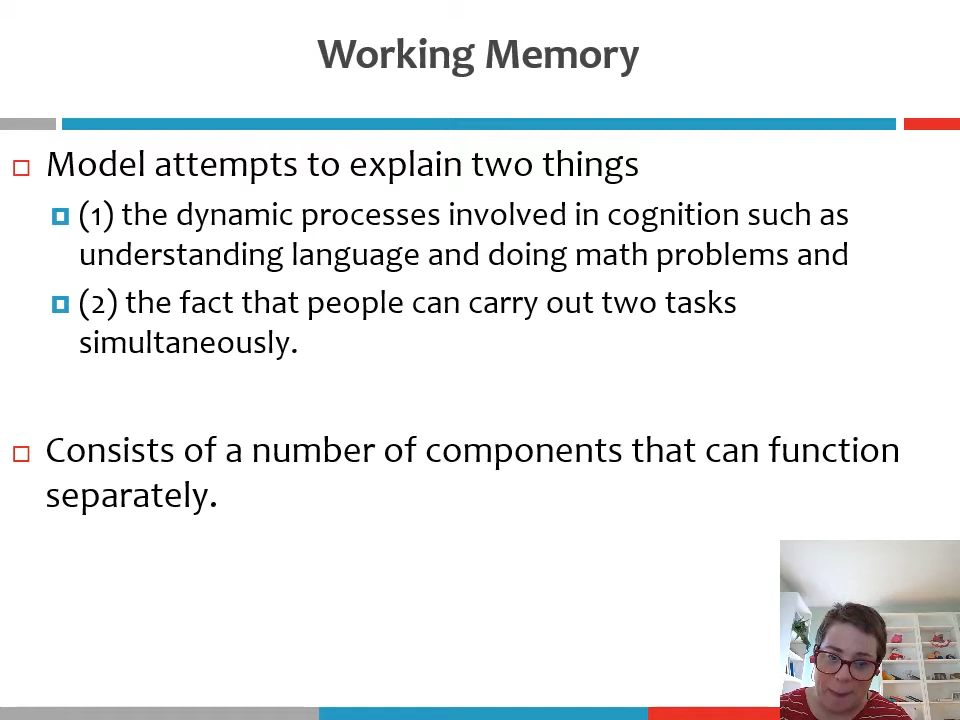 Working Memory
Model attempts to explain two things
(1) the dynamic processes involved in cognition such as
understanding language and doing math problems and
(2) the fact that people can carry out two tasks
simultaneously.
Consists of a number of components that can function
separately.